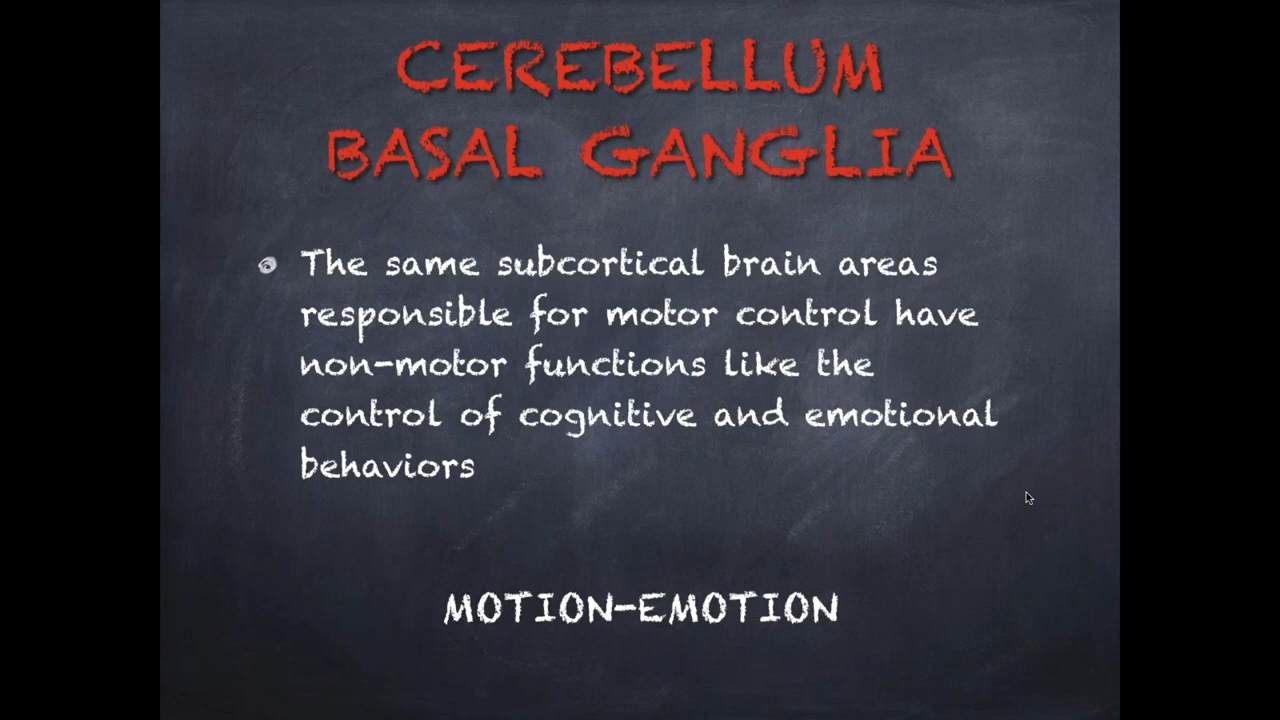 CEREBELLUM
BASAL GANGLIA
The same subcortical brain areas
responsible for motor control have
non-motor functions like the
control of cognitive and emotional
behaviors
MOTION-EMOTION